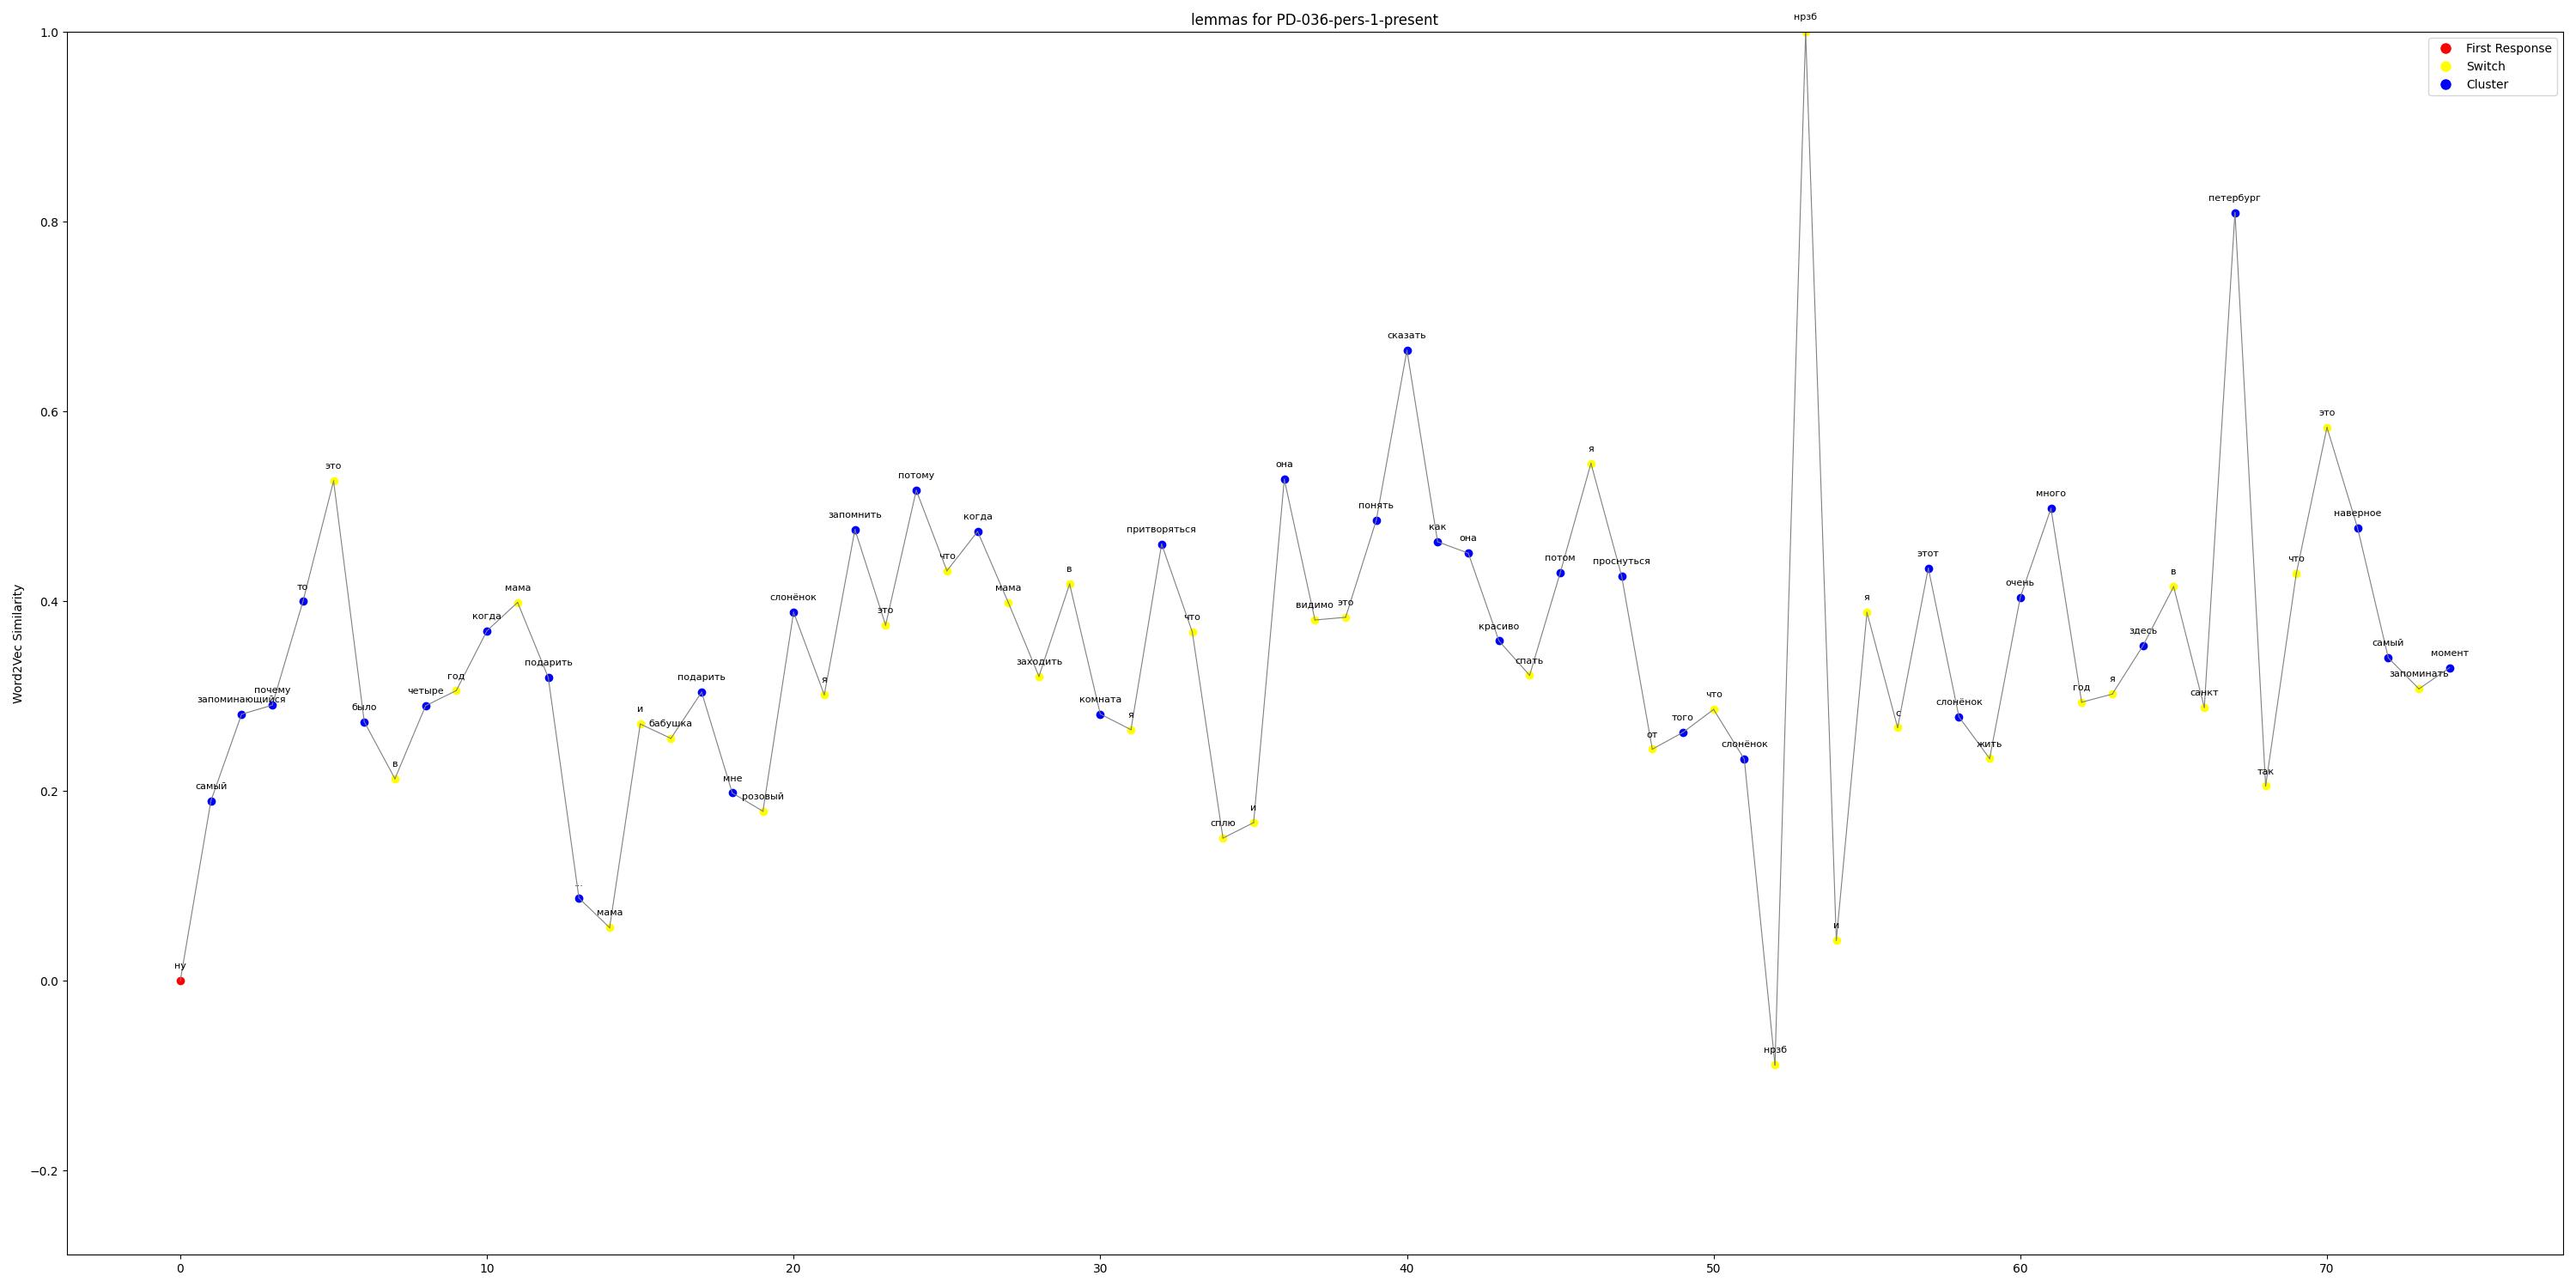 lemmas for PD-036-pers-1-present
First Response
Switch
Cluster
Word2Vec Similarity
1.0
0.8
0.6
0.4
0.2
0.0
−0.2
0
10
20
30
40
50
60
70
ну
самый
запоминающийся
почему
то
это
было
в
четыре
год
когда
мама
подарить
...
мама
и
бабушка
подарить
мне
розовый
слонёнок
я
запомнить
это
потому
что
когда
мама
заходить
в
комната
я
притворяться
что
сплю
и
она
видимо
это
понять
сказать
как
она
красиво
спать
потом
я
проснуться
от
того
что
слонёнок
нрзб
нрзб
и
я
с
этот
слонёнок
жить
очень
много
год
я
здесь
в
санкт
петербург
так
что
это
наверное
самый
запоминать
момент